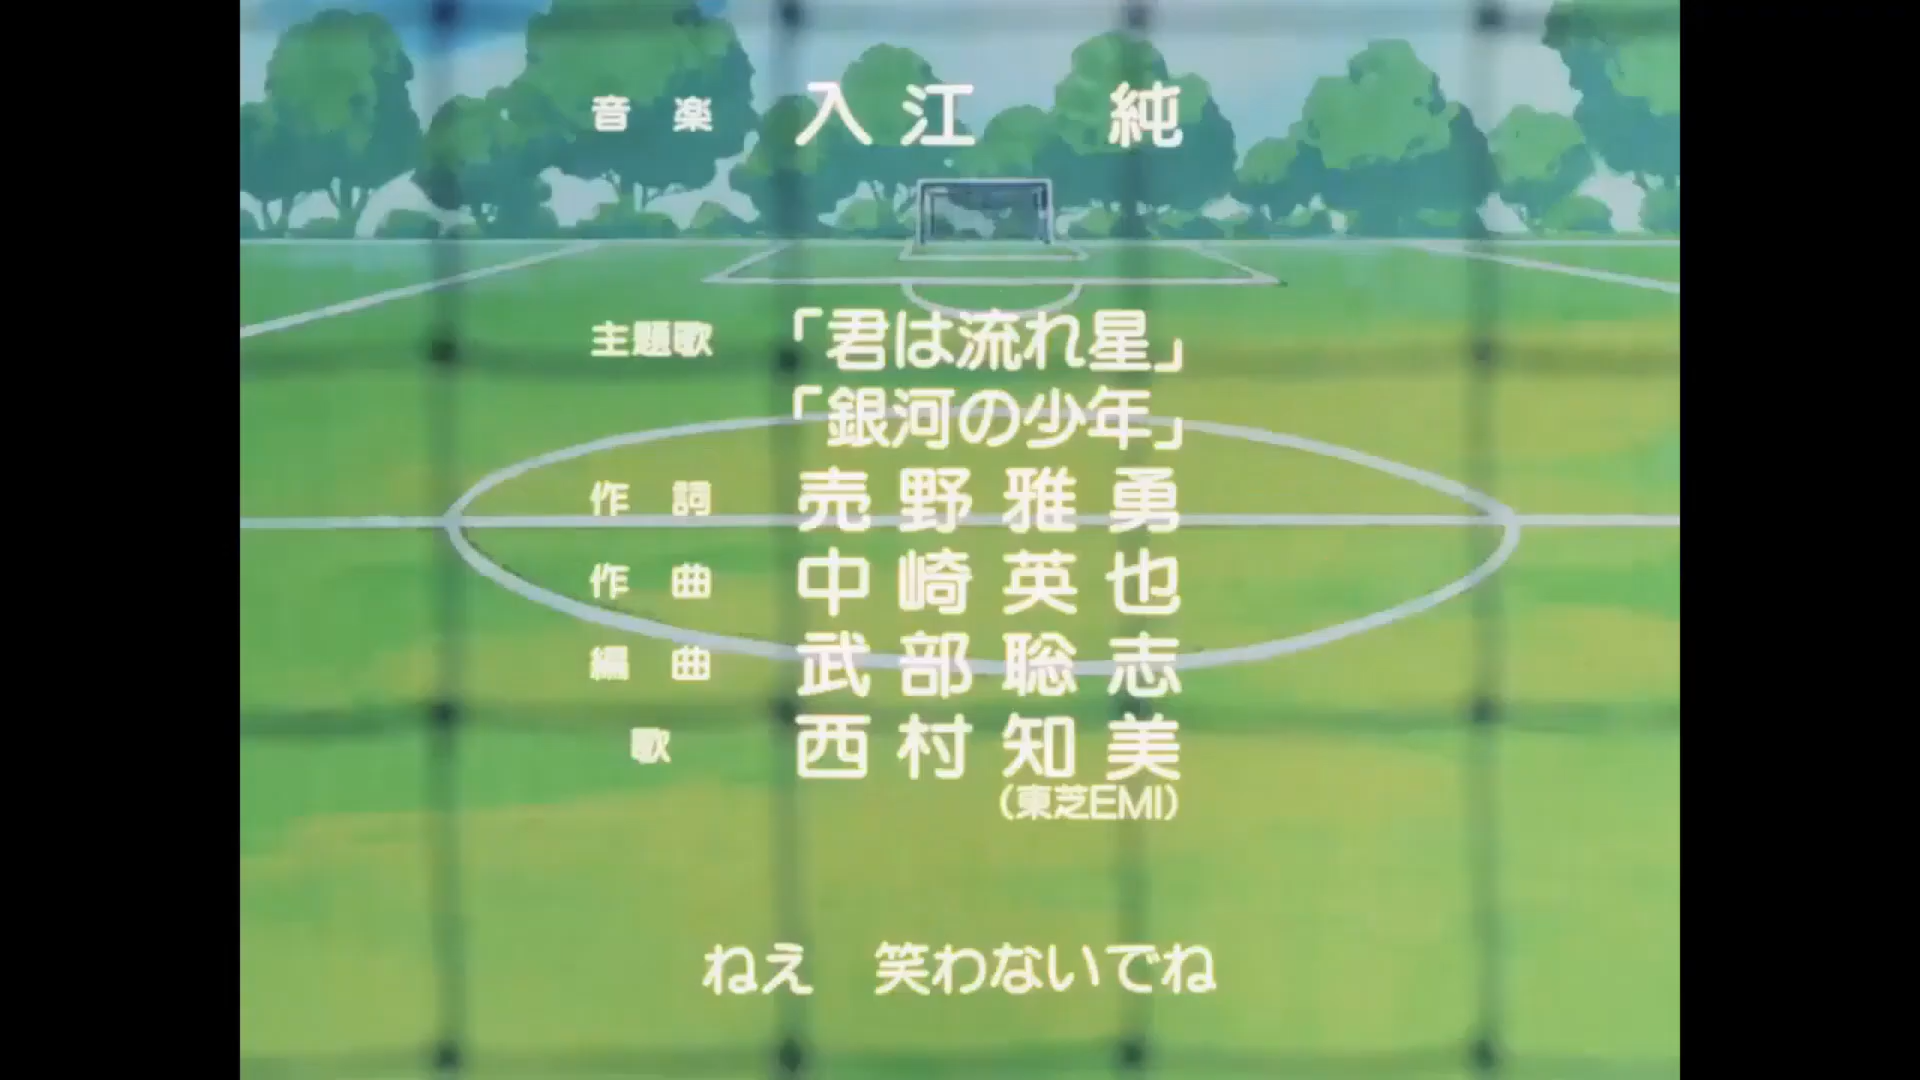 音楽 入江 純
主題歌 「君は流れ星」
「銀河の少年」
作詞 売野雅勇
作曲 中崎英也
編曲 武部聡志
歌 西村知美
(東芝EMI)
ねえ 笑わないでね